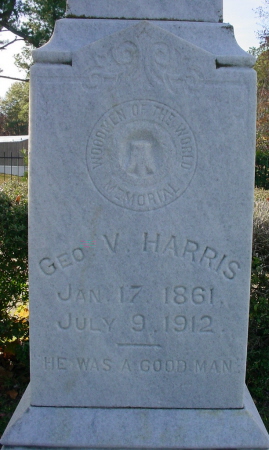 WOODMEN OF THE WORLD
MEMORIAL
GEO V. HARRIS
JAN. 17. 1861.
JULY 9. 1912.
HE WAS A GOOD MAN